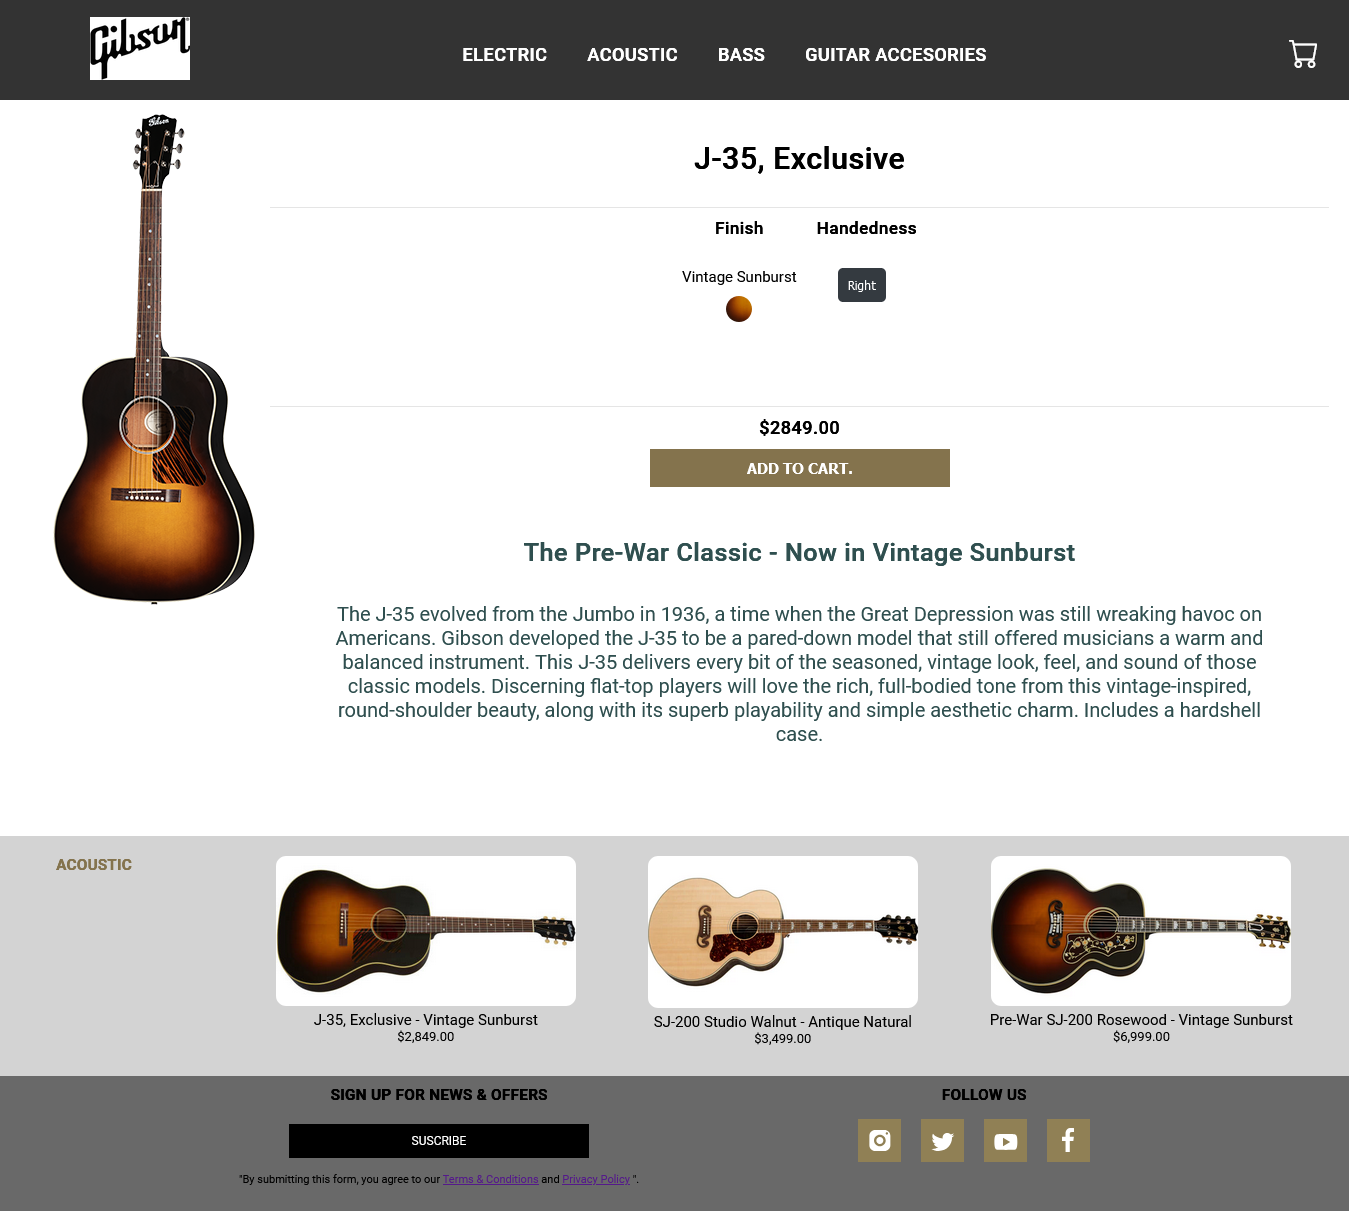 Gibson
ELECTRIC
ACOUSTIC
BASS
GUITAR ACCESORIES
Gibson
J-35, Exclusive
Finish
Handedness
Vintage Sunburst
Right
$2849.00
ADD TO CART.
The Pre-War Classic - Now in Vintage Sunburst
The J-35 evolved from the Jumbo in 1936, a time when the Great Depression was still wreaking havoc on
Americans. Gibson developed the J-35 to be a pared-down model that still offered musicians a warm and
balanced instrument. This J-35 delivers every bit of the seasoned, vintage look, feel, and sound of those
classic models. Discerning flat-top players will love the rich, full-bodied tone from this vintage-inspired,
round-shoulder beauty, along with its superb playability and simple aesthetic charm. Includes a hardshell
case.
ACOUSTIC
J-35, Exclusive - Vintage Sunburst
$2,849.00
SJ-200 Studio Walnut - Antique Natural
$3,499.00
Pre-War SJ-200 Rosewood - Vintage Sunburst
$6,999.00
SIGN UP FOR NEWS & OFFERS
SUSCRIBE
"By submitting this form, you agree to our Terms & Conditions and Privacy Policy ".
FOLLOW US